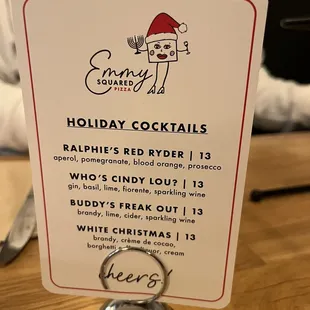 Emmy
SQUARED
PIZZA
HOLIDAY COCKTAILS
RALPHIE'S RED RYDER | 13
aperol, pomegranate, blood orange, prosecco
WHO'S CINDY LOU? | 13
gin, basil, lime, fiorente, sparkling wine
BUDDY'S FREAK OUT | 13
brandy, lime, cider, sparkling wine
WHITE CHRISTMAS | 13
brandy, crème de cacao,
borghetti liquor, cream
cheers!